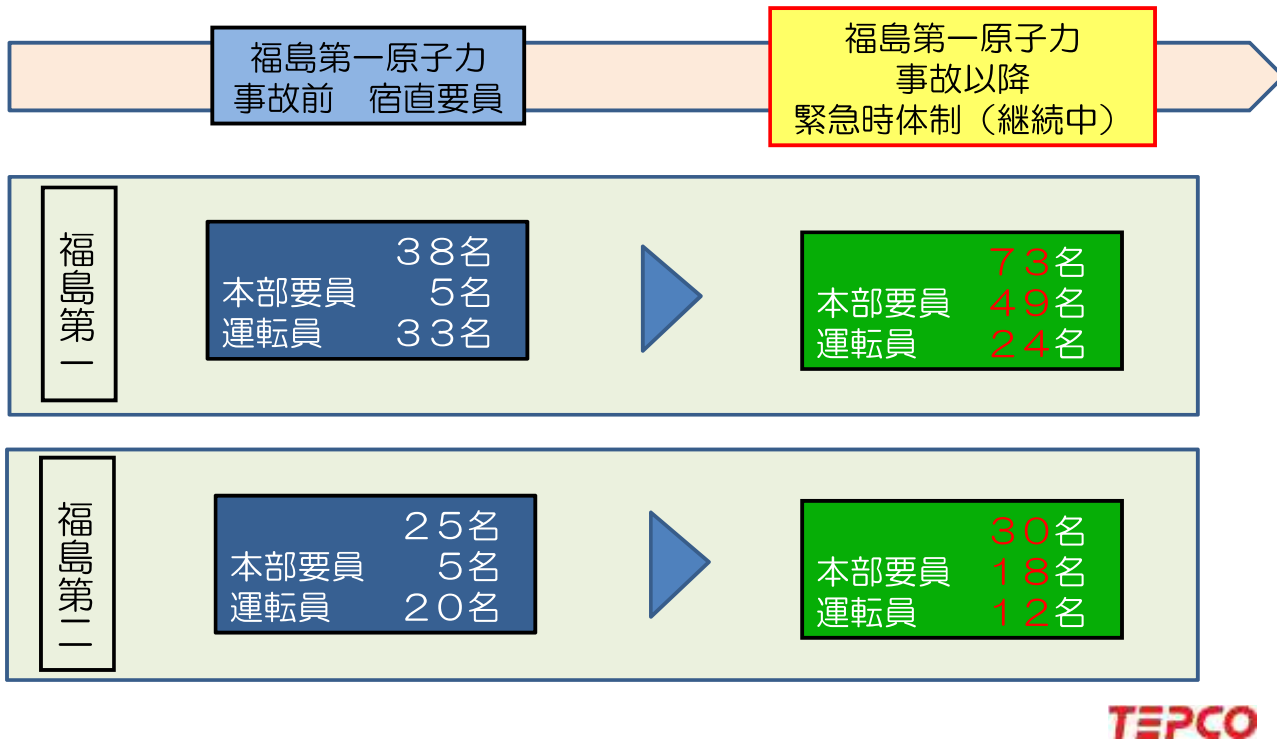 福島第一原子力
事故前　宿直要員
福島第一原子力
事故以降
緊急時体制（継続中）
福島第一
３８名
本部要員　　５名
運転員　　３３名
７３名
本部要員　４９名
運転員　　２４名
福島第二
２５名
本部要員　　５名
運転員　　２０名
３０名
本部要員　１８名
運転員　　１２名
TEPCO